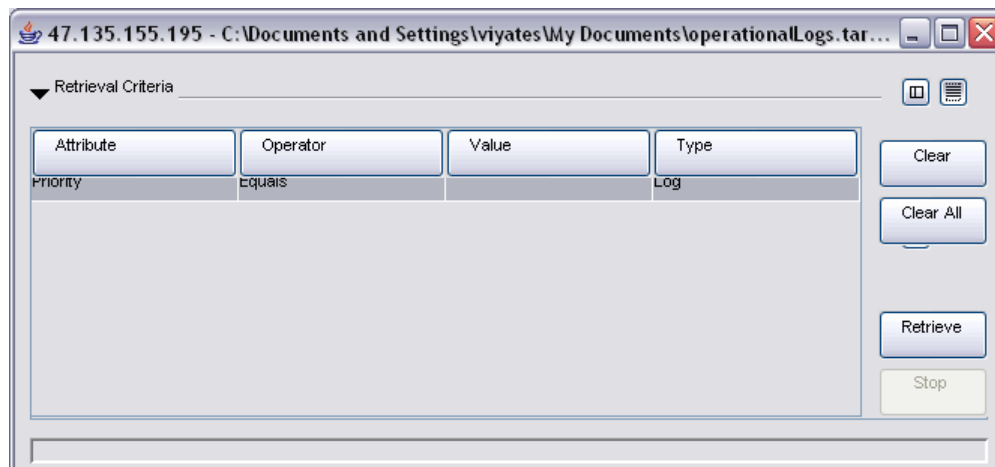 47.135.155.195 - C:\Documents and Settings\viyates\My Documents\operationalLogs.tar...
Retrieval Criteria
Attribute Operator Value Type
Priority Equals Log
Clear
Clear All
Retrieve
Stop